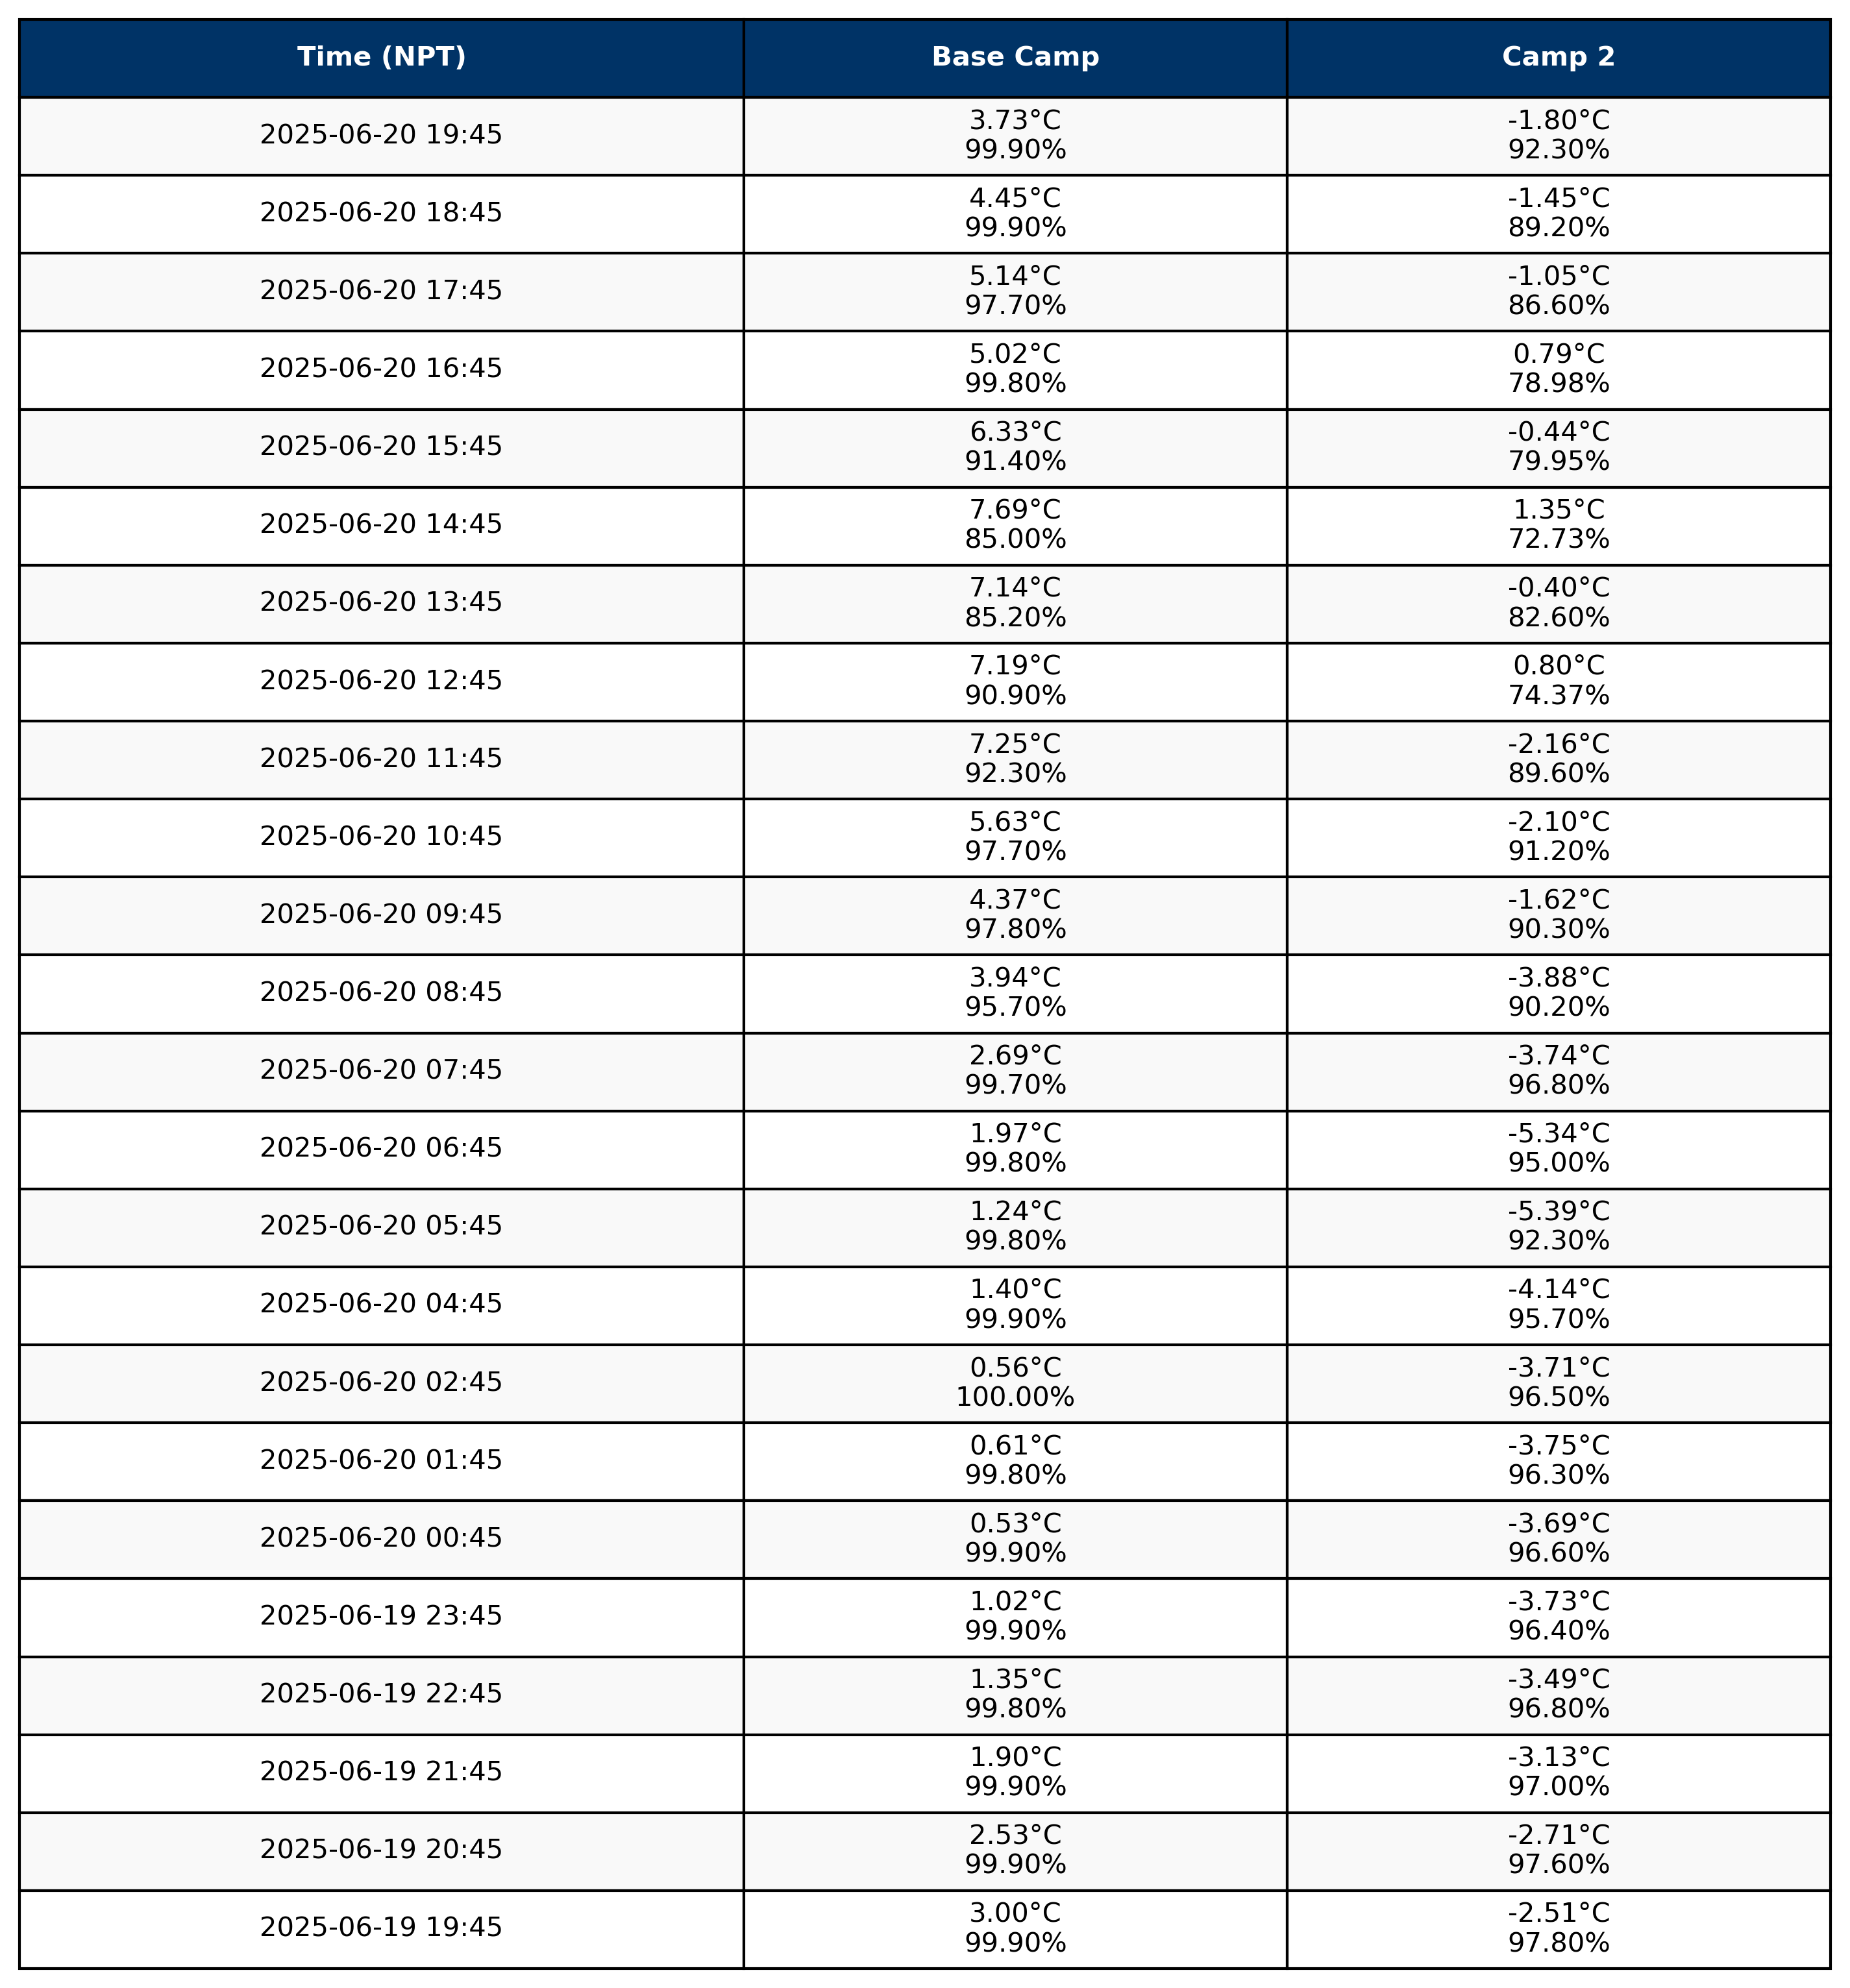 Time (NPT) Base Camp Camp 2
2025-06-20 19:45 3.73°C -1.80°C
99.90% 92.30%
2025-06-20 18:45 4.45°C -1.45°C
99.90% 89.20%
2025-06-20 17:45 5.14°C -1.05°C
97.70% 86.60%
2025-06-20 16:45 5.02°C 0.79°C
99.80% 78.98%
2025-06-20 15:45 6.33°C -0.44°C
91.40% 79.95%
2025-06-20 14:45 7.69°C 1.35°C
85.00% 72.73%
2025-06-20 13:45 7.14°C -0.40°C
85.20% 82.60%
2025-06-20 12:45 7.19°C 0.80°C
90.90% 74.37%
2025-06-20 11:45 7.25°C -2.16°C
92.30% 89.60%
2025-06-20 10:45 5.63°C -2.10°C
97.70% 91.20%
2025-06-20 09:45 4.37°C -1.62°C
97.80% 90.30%
2025-06-20 08:45 3.94°C -3.88°C
95.70% 90.20%
2025-06-20 07:45 2.69°C -3.74°C
99.70% 96.80%
2025-06-20 06:45 1.97°C -5.34°C
99.80% 95.00%
2025-06-20 05:45 1.24°C -5.39°C
99.80% 92.30%
2025-06-20 04:45 1.40°C -4.14°C
99.90% 95.70%
2025-06-20 02:45 0.56°C -3.71°C
100.00% 96.50%
2025-06-20 01:45 0.61°C -3.75°C
99.80% 96.30%
2025-06-20 00:45 0.53°C -3.69°C
99.90% 96.60%
2025-06-19 23:45 1.02°C -3.73°C
99.90% 96.40%
2025-06-19 22:45 1.35°C -3.49°C
99.80% 96.80%
2025-06-19 21:45 1.90°C -3.13°C
99.90% 97.00%
2025-06-19 20:45 2.53°C -2.71°C
99.90% 97.60%
2025-06-19 19:45 3.00°C -2.51°C
99.90% 97.80%